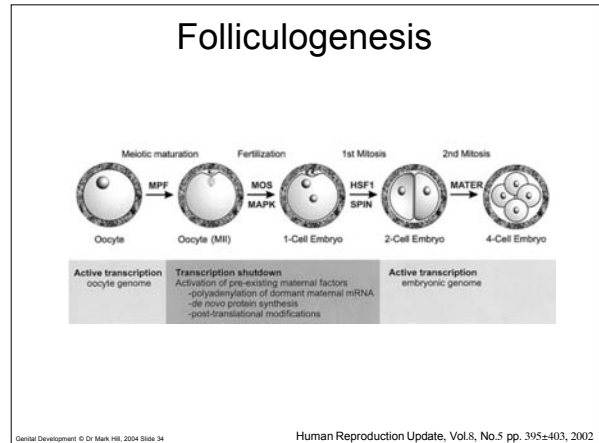 Folliculogenesis
Meiotic maturation Fertilization 1st Mitosis 2nd Mitosis
MPF MOS HSF1 MATER
MAPK SPIN
Oocyte Oocyte (MII) 1-Cell Embryo 2-Cell Embryo 4-Cell Embryo
Active transcription Transcription shutdown Active transcription
oocyte genome Activation of pre-existing maternal factors embryonic genome
-polyadenylation of dormant maternal mRNA
-de novo protein synthesis
-post-translational modifications
Genital Development © Dr Mark Hill, 2004 Slide 34 Human Reproduction Update, Vol.8, No.5 pp. 395±403, 2002